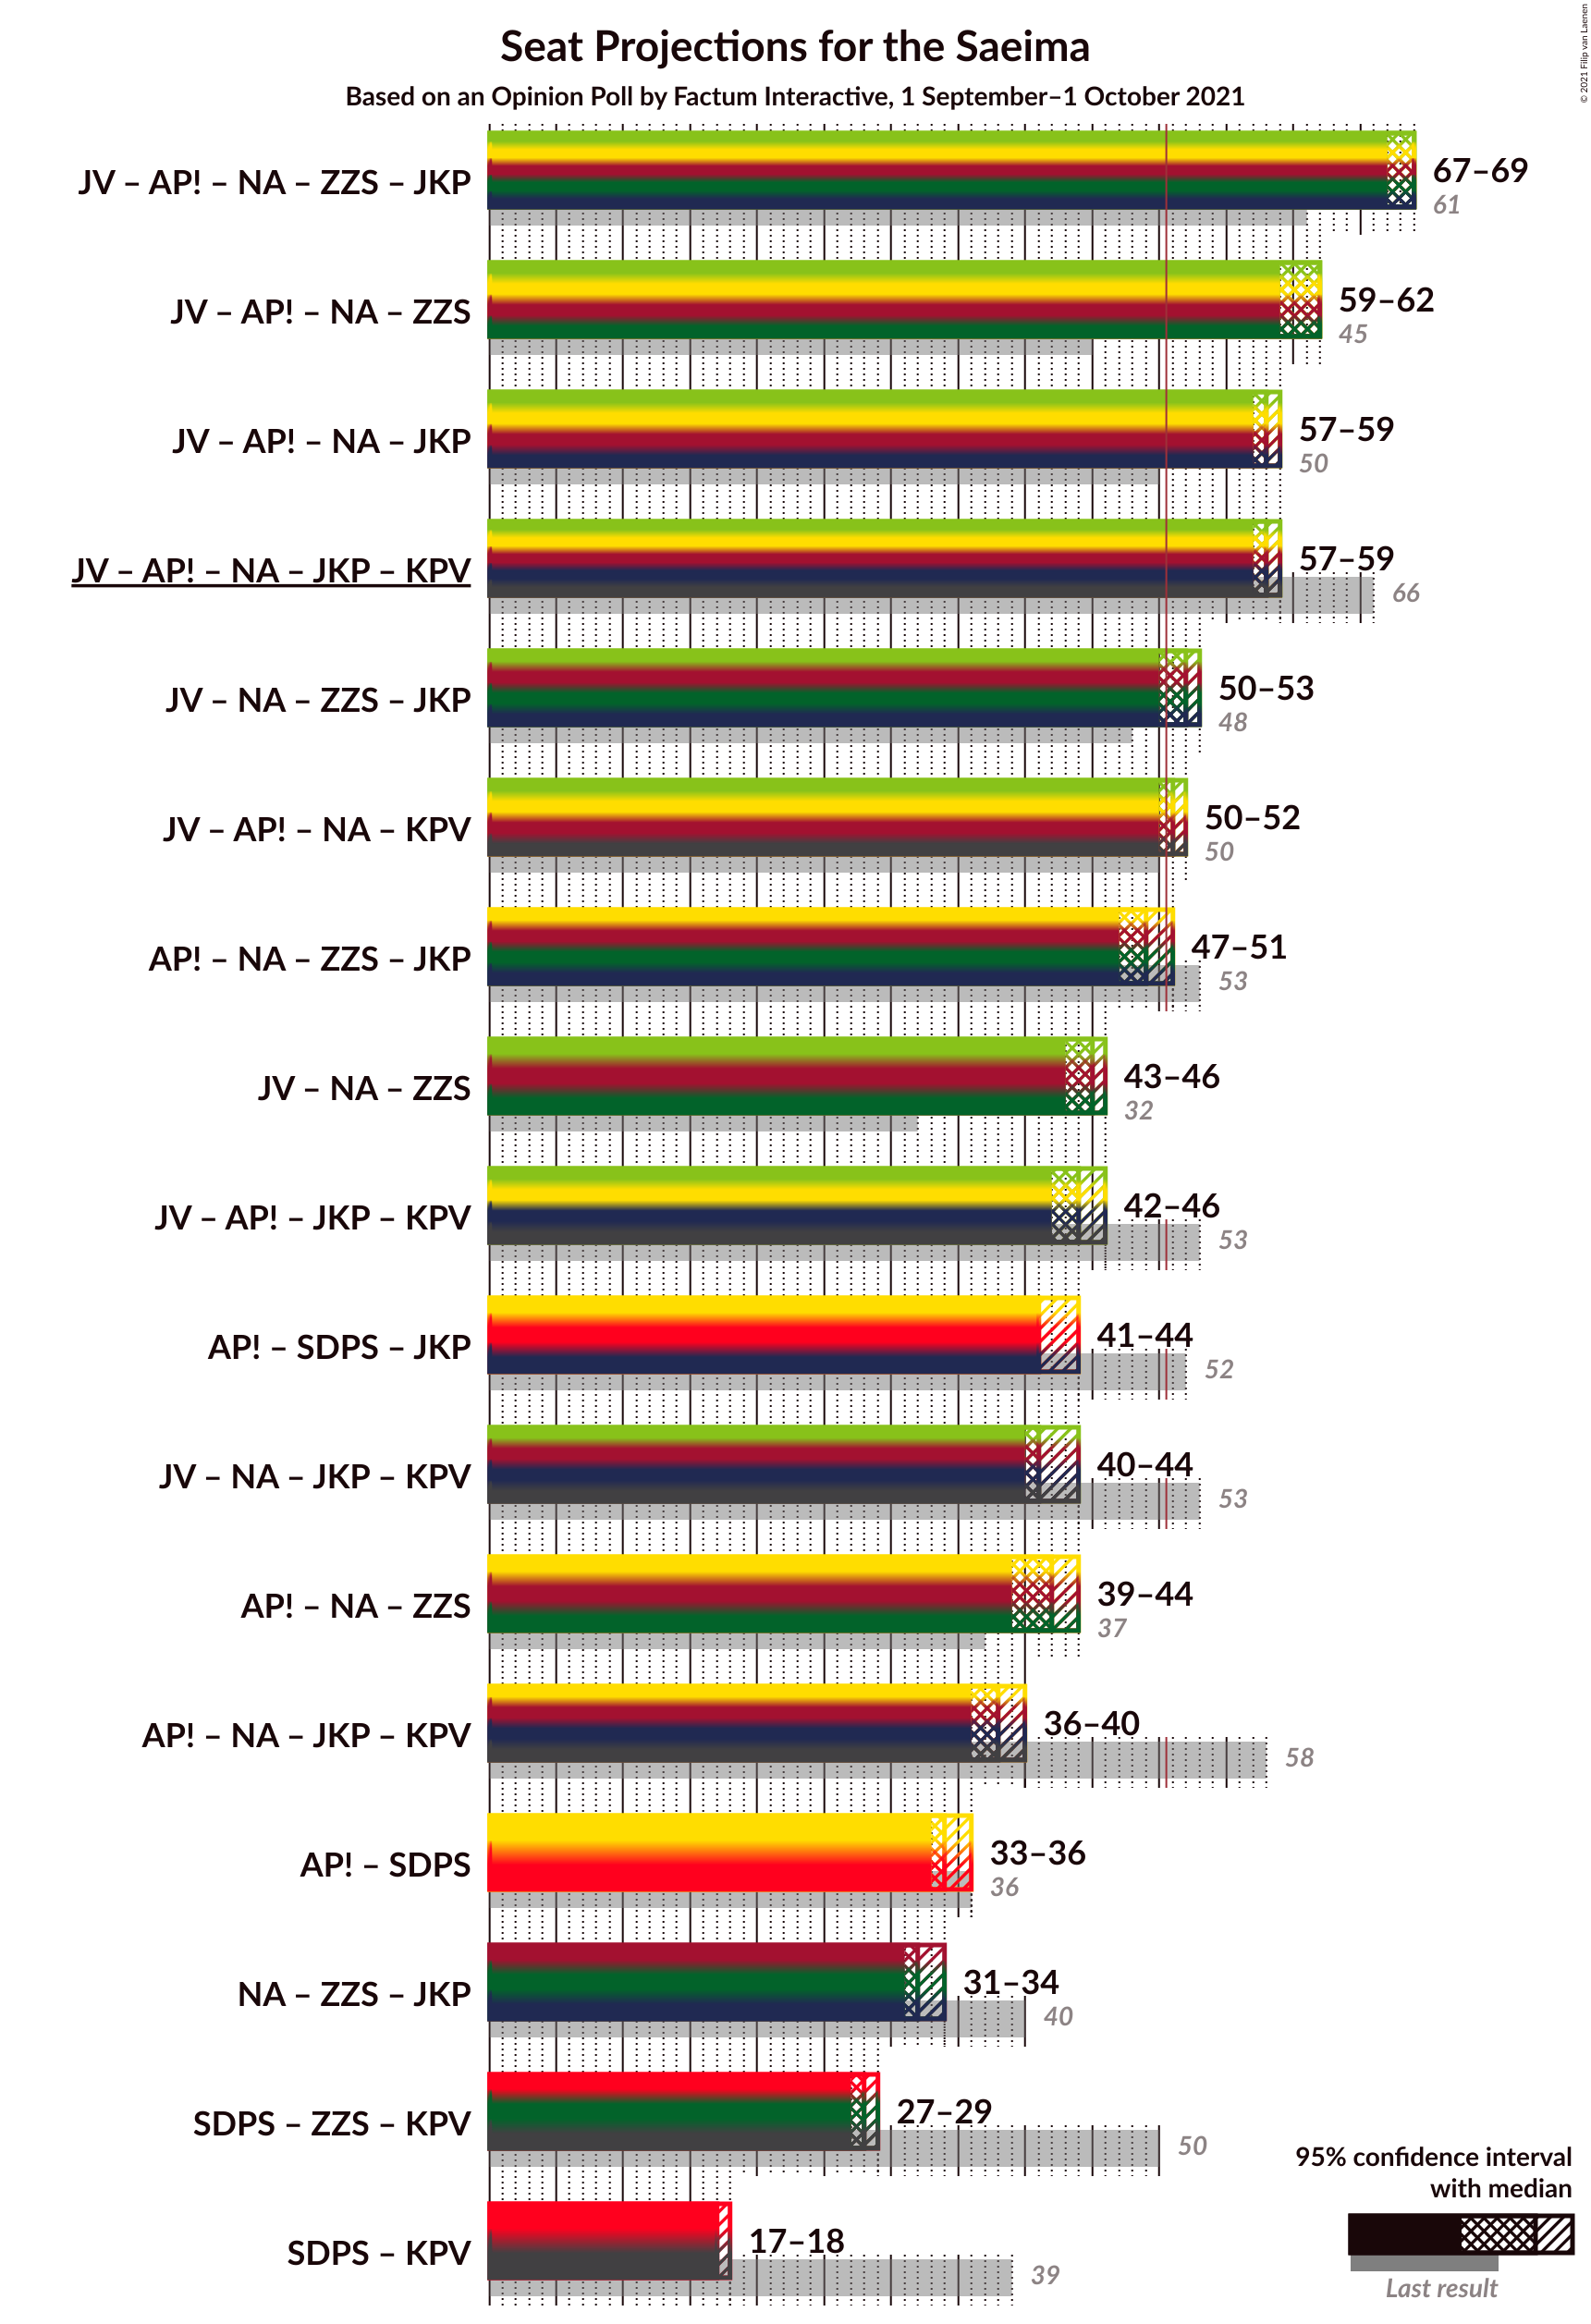 Seat Projections for the Saeima
Based on an Opinion Poll by Factum Interactive, 1 September–1 October 2021
© 2021 Filip van Laenen
JV – AP! – NA – ZZS – JKP
67–69
61
JV – AP! – NA – ZZS
59–62
45
JV – AP! – NA – JKP
57–59
50
JV – AP! – NA – JKP – KPV
57–59
66
JV – NA – ZZS – JKP
50–53
48
JV – AP! – NA – KPV
50–52
50
AP! – NA – ZZS – JKP
47–51
53
JV – NA – ZZS
43–46
32
JV – AP! – JKP – KPV
42–46
53
AP! – SDPS – JKP
41–44
52
JV – NA – JKP – KPV
40–44
53
AP! – NA – ZZS
39–44
37
AP! – NA – JKP – KPV
36–40
58
AP! – SDPS
33–36
36
NA – ZZS – JKP
31–34
40
SDPS – ZZS – KPV
27–29
50
SDPS – KPV
17–18
39
95% confidence interval
with median
Last result